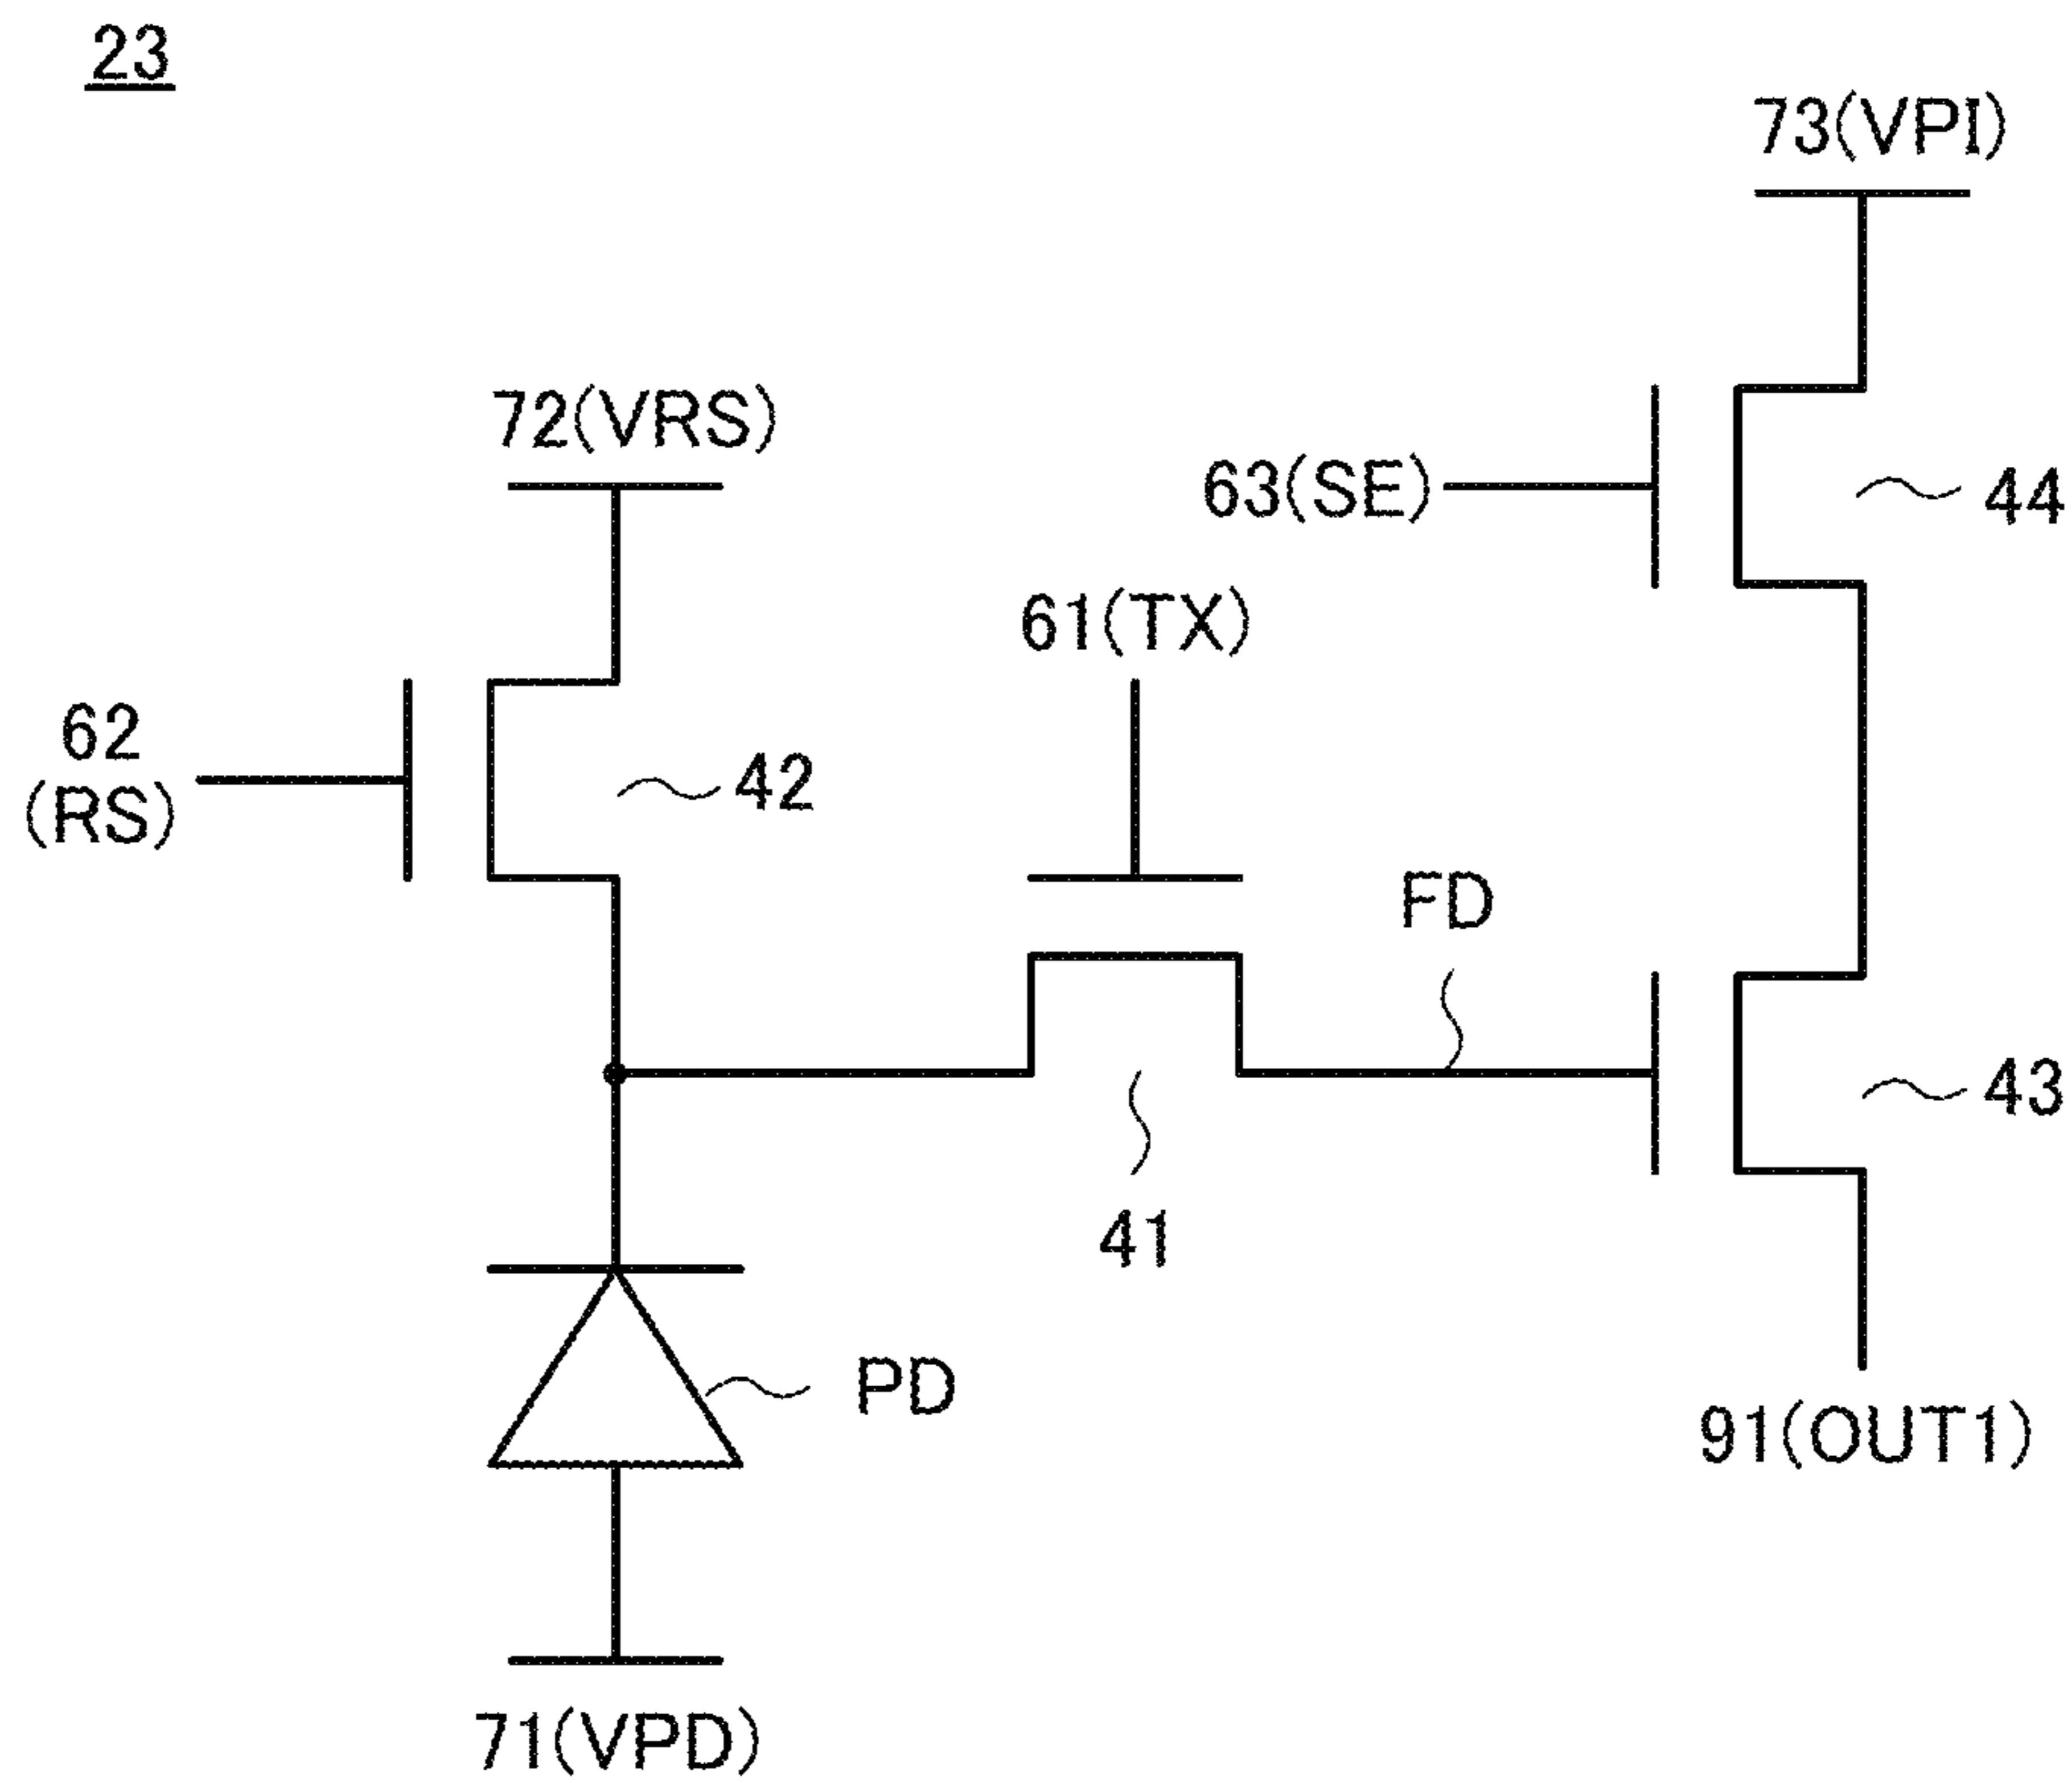 23
73(VPI)
72(VRS)
63(SE)
44
61(TX)
62
(RS)
42
FD
43
41
PD
91(OUT1)
71(VPD)